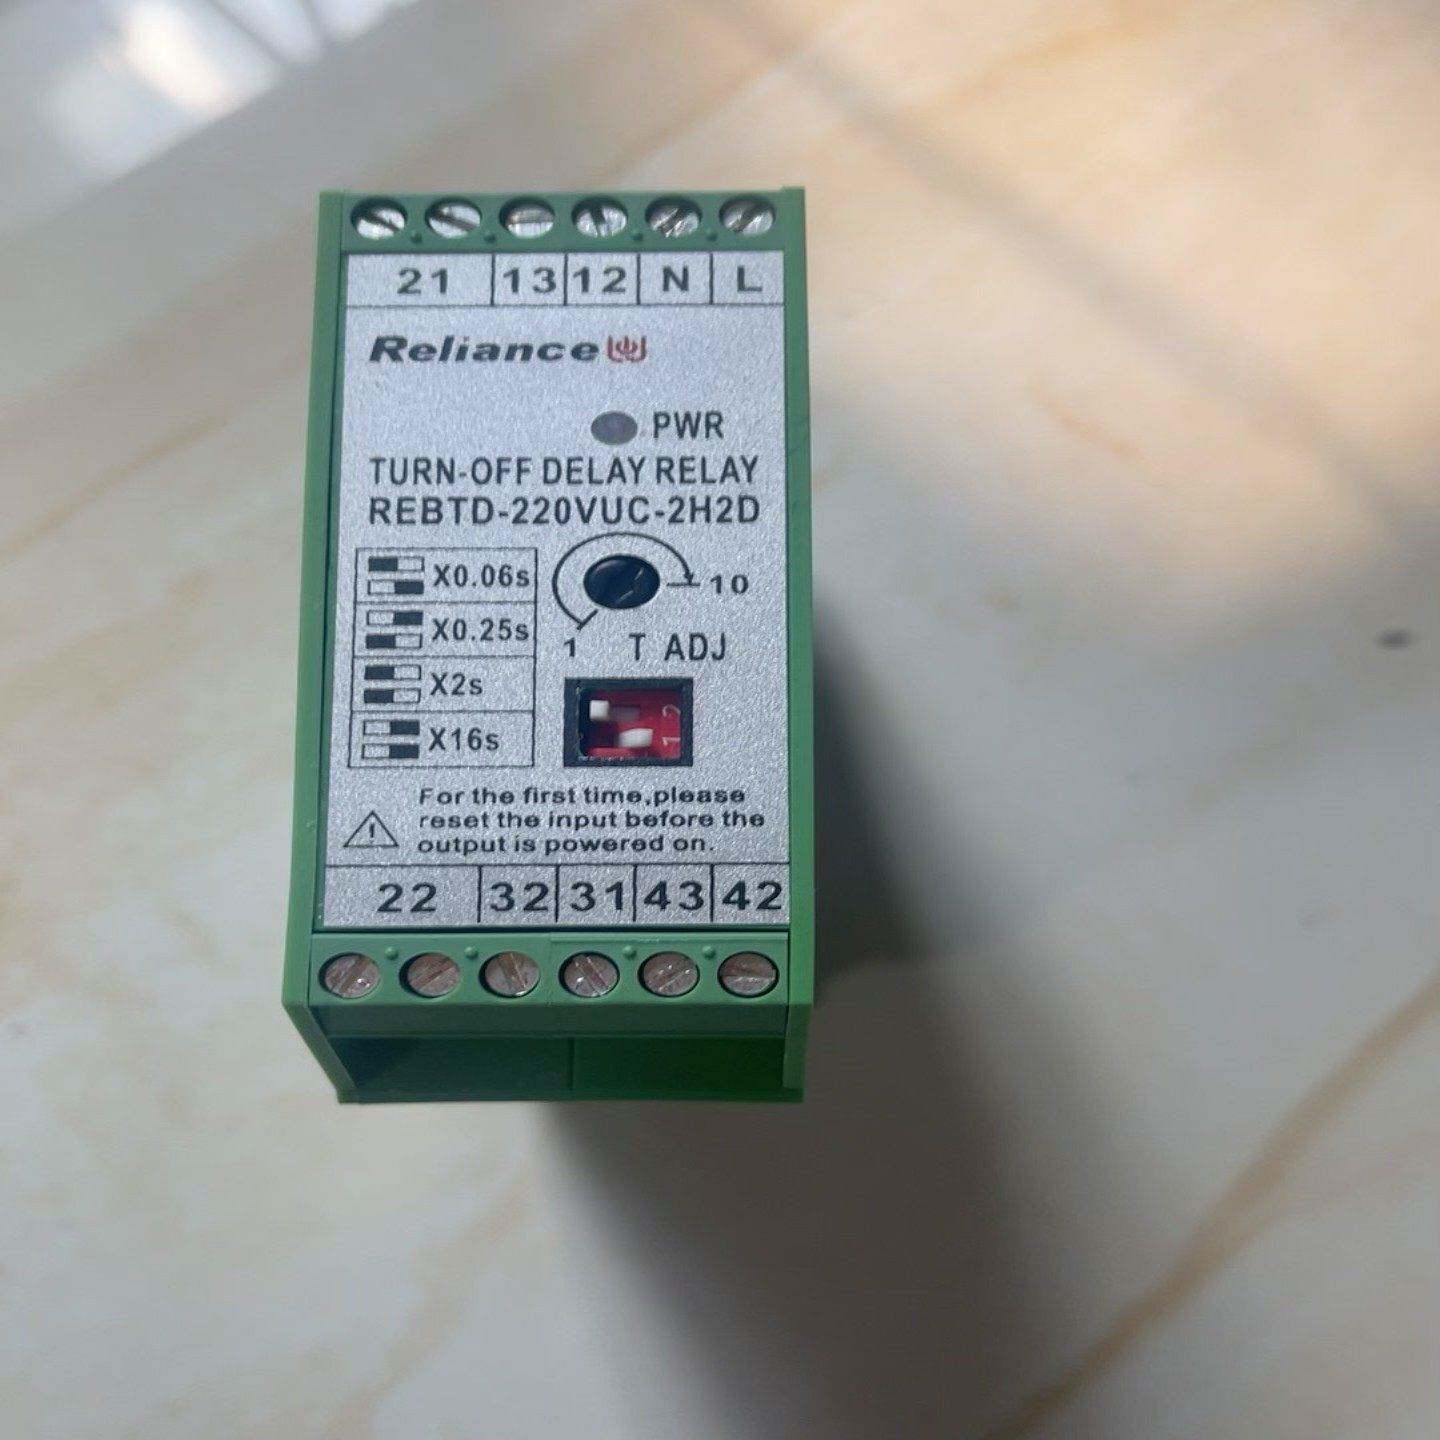 21 13 12 N L
Reliance
PWR
TURN-OFF DELAY RELAY
REBTD-220VUC-2H2D
X0.06s
X0.25s
X2s
X16s
10
1
T ADJ
2
1
For the first time,please
reset the input before the
output is powered on.
22 32 31 43 42